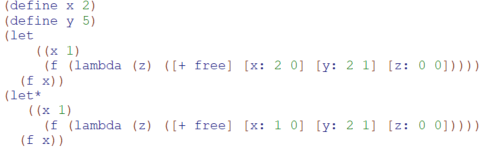 (define x 2)
(define y 5)
(let
    ((x 1)
     (f (lambda (z) ([+ free] [x: 2 0] [y: 2 1] [z: 0 0]))))
  (f x))
(let*
   ((x 1)
     (f (lambda (z) ([+ free] [x: 1 0] [y: 2 1] [z: 0 0]))))
  (f x))